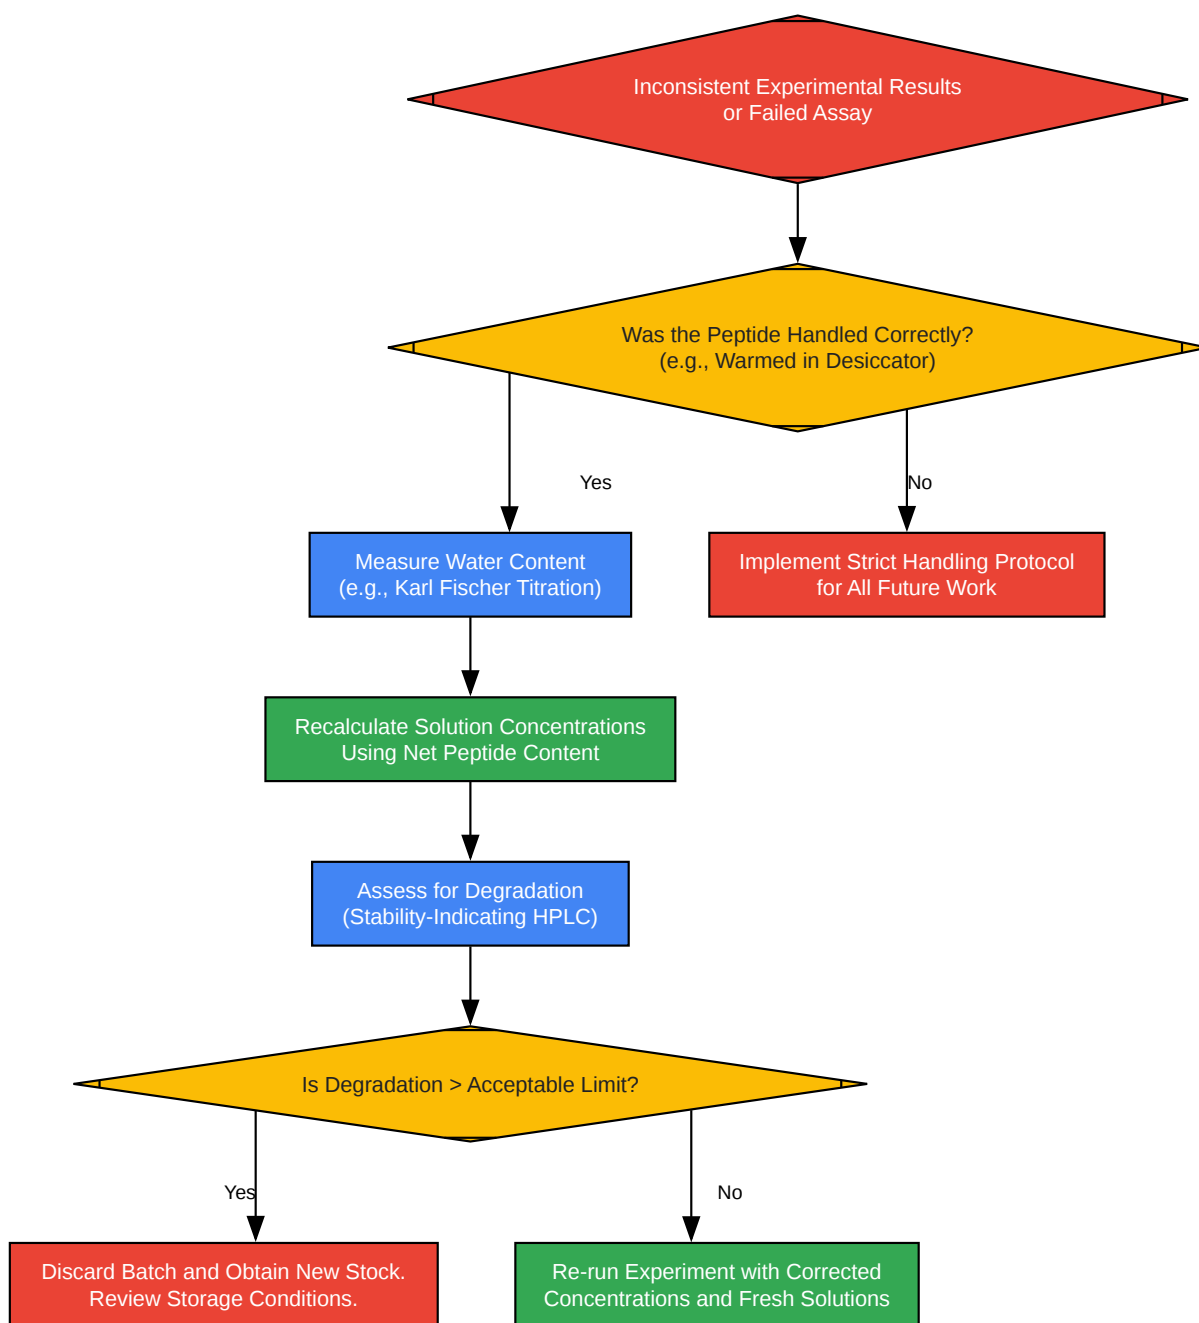 Inconsistent Experimental Results
or Failed Assay
Was the Peptide Handled Correctly?
(e.g., Warmed in Desiccator)
Yes
No
Measure Water Content
(e.g., Karl Fischer Titration)
Implement Strict Handling Protocol
for All Future Work
Recalculate Solution Concentrations
Using Net Peptide Content
Assess for Degradation
(Stability-Indicating HPLC)
Is Degradation > Acceptable Limit?
Yes
No
Discard Batch and Obtain New Stock.
Review Storage Conditions.
Re-run Experiment with Corrected
Concentrations and Fresh Solutions